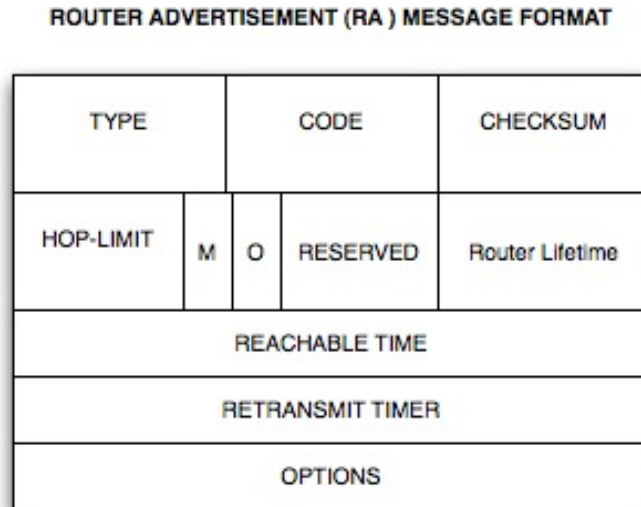 ROUTER ADVERTISEMENT (RA ) MESSAGE FORMAT
TYPE CODE CHECKSUM
HOP-LIMIT M O RESERVED Router Lifetime
REACHABLE TIME
RETRANSMIT TIMER
OPTIONS